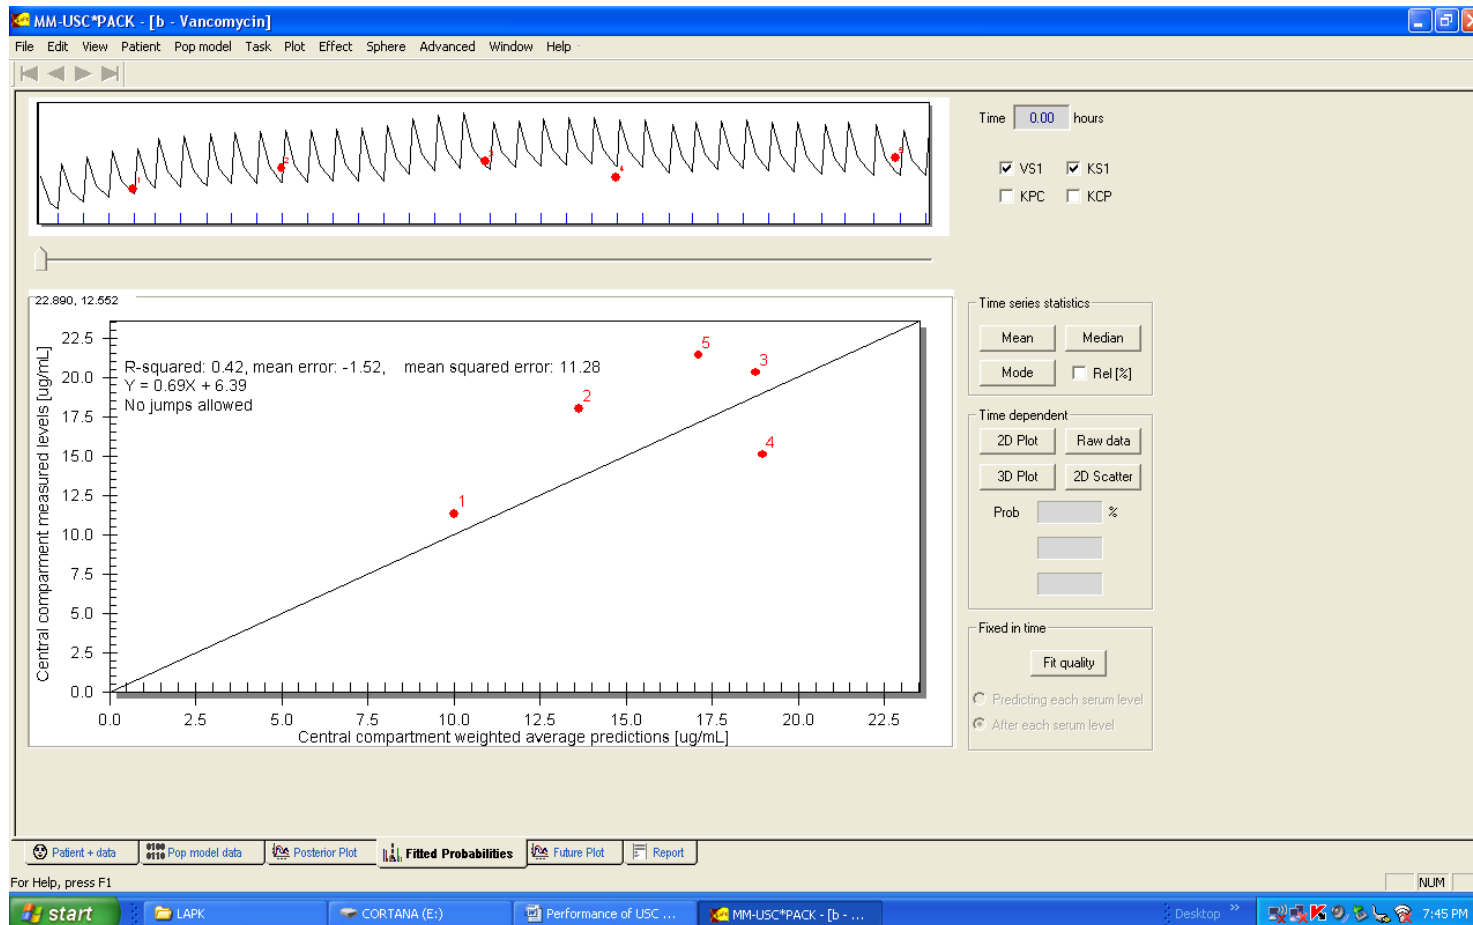 MM-USC*PACK - [b - Vancomycin]
File Edit View Patient Pop model Task Plot Effect Sphere Advanced Window Help
Time 0.00 hours
1 2 3 4 5
VS1 KS1
KPC KCP
22.890, 12.552
R-squared: 0.42, mean error: -1.52, mean squared error: 11.28
Y = 0.69X + 6.39
No jumps allowed
Central comparment measured levels [ug/mL]
22.5
20.0
17.5
15.0
12.5
10.0
7.5
5.0
2.5
0.0
5
3
2
4
1
0.0 2.5 5.0 7.5 10.0 12.5 15.0 17.5 20.0 22.5
Central compartment weighted average predictions [ug/mL]
Time series statistics
Mean Median
Mode Rel [%]
Time dependent
2D Plot Raw data
3D Plot 2D Scatter
Prob %
Fixed in time
Fit quality
Predicting each serum level
After each serum level
Patient + data Pop model data Posterior Plot Fitted Probabilities Future Plot Report
For Help, press F1
NUM
start LAPK CORTANA (E:) Performance of USC ... MM-USC*PACK - [b - ... Desktop » 7:45 PM